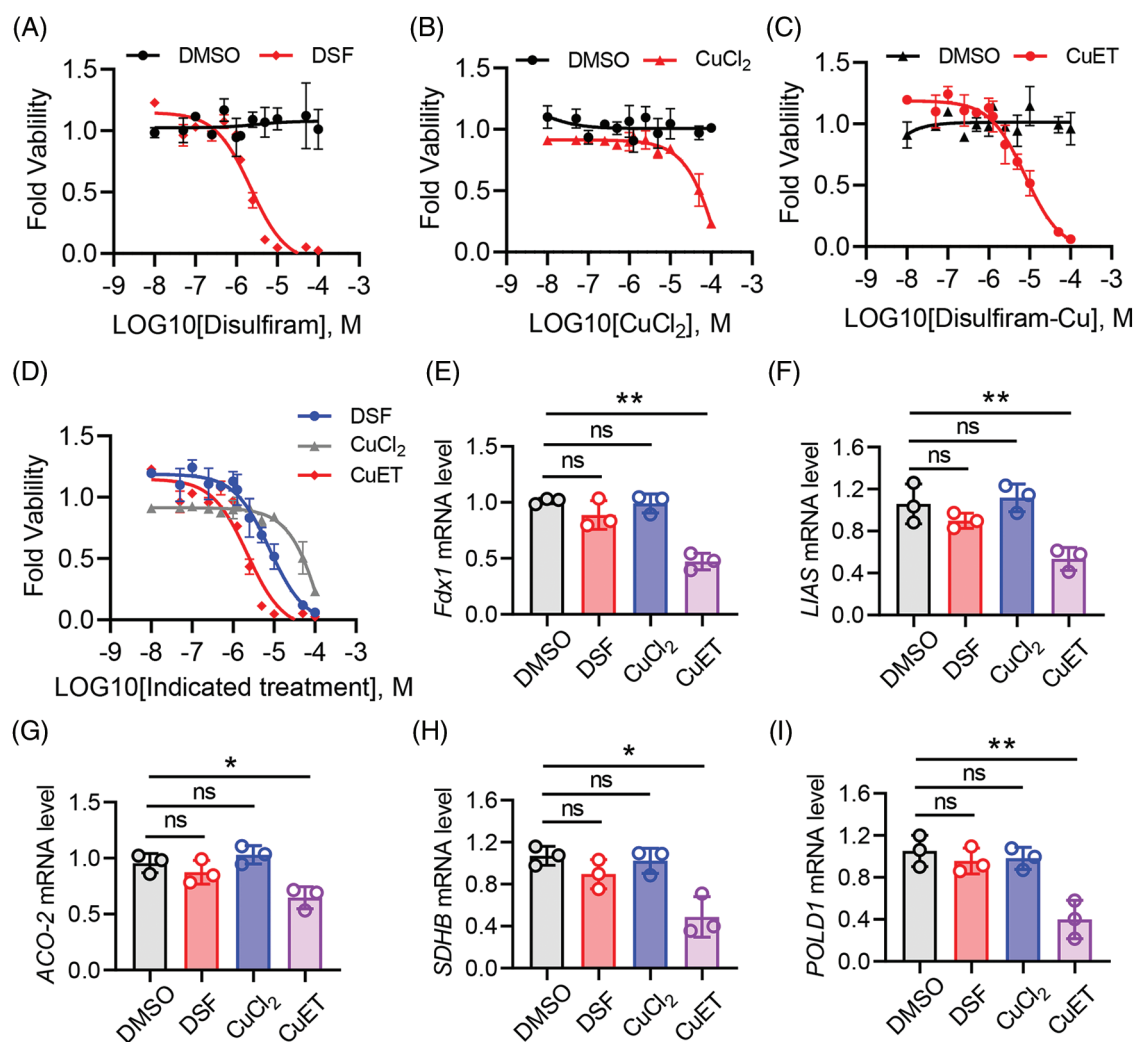 (A)
DMSO DSF
1.5
1.0
0.5
0.0
Fold Vablility
-9 -8 -7 -6 -5 -4 -3
LOG10[Disulfiram], M
(B)
DMSO CuCl₂
1.5
1.0
0.5
0.0
Fold Vablility
-9 -8 -7 -6 -5 -4 -3
LOG10[CuCl₂], M
(C)
DMSO CuET
1.5
1.0
0.5
0.0
Fold Vablility
-9 -8 -7 -6 -5 -4 -3
LOG10[Disulfiram-Cu], M
(D)
DSF
CuCl₂
CuET
1.5
1.0
0.5
0.0
Fold Vablility
-9 -8 -7 -6 -5 -4 -3
LOG10[Indicated treatment], M
(E)
**
ns
ns
1.5
1.0
0.5
0.0
Fdx1 mRNA level
DMSO DSF CuCl₂ CuET
(F)
**
ns
ns
1.6
1.2
0.8
0.4
0.0
LIAS mRNA level
DMSO DSF CuCl₂ CuET
(G)
*
ns
ns
1.5
1.0
0.5
0.0
ACO-2 mRNA level
DMSO DSF CuCl₂ CuET
(H)
*
ns
ns
1.6
1.2
0.8
0.4
0.0
SDHB mRNA level
DMSO DSF CuCl₂ CuET
(I)
**
ns
ns
1.6
1.2
0.8
0.4
0.0
POLD1 mRNA level
DMSO DSF CuCl₂ CuET